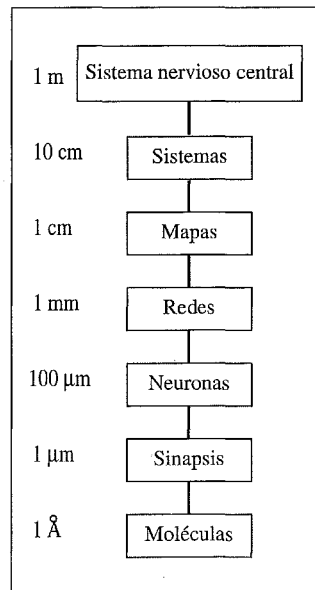 1 m Sistema nervioso central
10 cm Sistemas
1 cm Mapas
1 mm Redes
100 µm Neuronas
1 µm Sinapsis
1 Å Moléculas